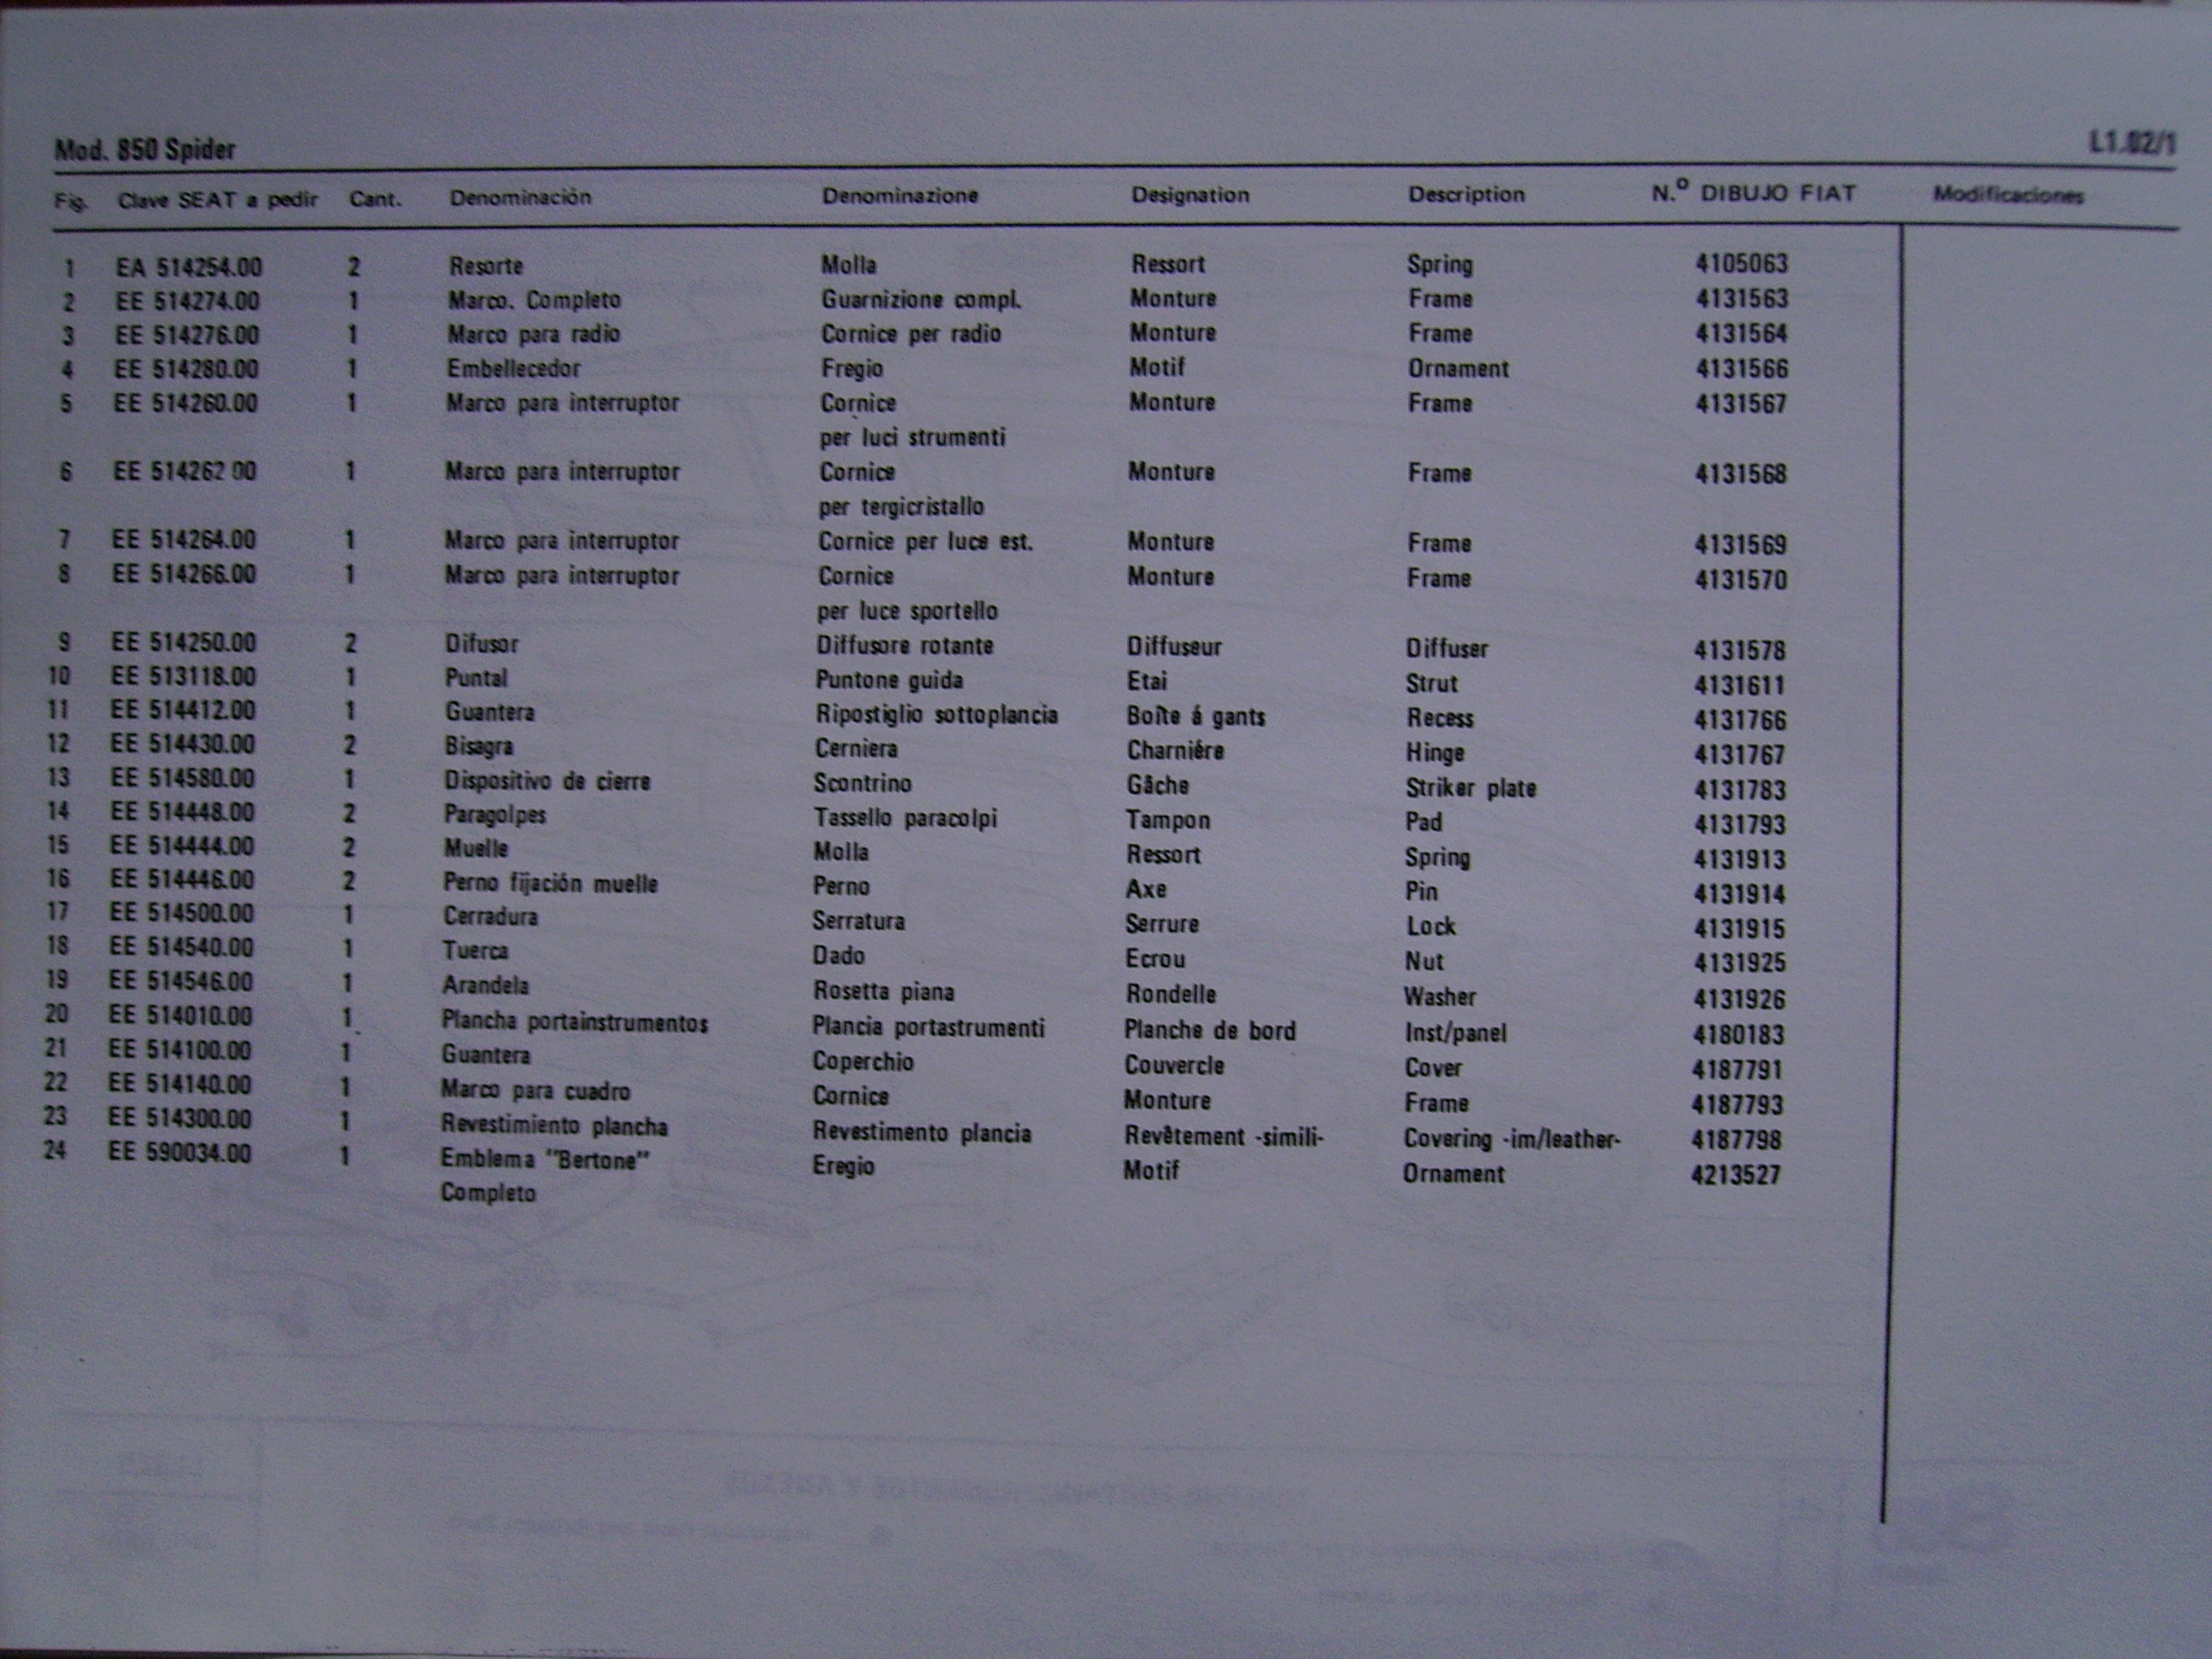 Mod. 850 Spider L1.02/1
Fig. Clave SEAT a pedir Cant. Denominación Denominazione Designation Description N.º DIBUJO FIAT Modificaciones
1 EA 514254.00 2 Resorte Molla Ressort Spring 4105063
2 EE 514274.00 1 Marco. Completo Guarnizione compl. Monture Frame 4131563
3 EE 514276.00 1 Marco para radio Cornice per radio Monture Frame 4131564
4 EE 514280.00 1 Embellecedor Fregio Motif Ornament 4131566
5 EE 514260.00 1 Marco para interruptor Cornice Monture Frame 4131567
per luci strumenti
6 EE 514262 00 1 Marco para interruptor Cornice Monture Frame 4131568
per tergicristallo
7 EE 514264.00 1 Marco para interruptor Cornice per luce est. Monture Frame 4131569
8 EE 514266.00 1 Marco para interruptor Cornice Monture Frame 4131570
per luce sportello
9 EE 514250.00 2 Difusor Diffusore rotante Diffuseur Diffuser 4131578
10 EE 513118.00 1 Puntal Puntone guida Etai Strut 4131611
11 EE 514412.00 1 Guantera Ripostiglio sottoplancia Boîte á gants Recess 4131766
12 EE 514430.00 2 Bisagra Cerniera Charniére Hinge 4131767
13 EE 514580.00 1 Dispositivo de cierre Scontrino Gâche Striker plate 4131783
14 EE 514448.00 2 Paragolpes Tassello paracolpi Tampon Pad 4131793
15 EE 514444.00 2 Muelle Molla Ressort Spring 4131913
16 EE 514446.00 2 Perno fijación muelle Perno Axe Pin 4131914
17 EE 514500.00 1 Cerradura Serratura Serrure Lock 4131915
18 EE 514540.00 1 Tuerca Dado Ecrou Nut 4131925
19 EE 514546.00 1 Arandela Rosetta piana Rondelle Washer 4131926
20 EE 514010.00 1 Plancha portainstrumentos Plancia portastrumenti Planche de bord Inst/panel 4180183
21 EE 514100.00 1 Guantera Coperchio Couvercle Cover 4187791
22 EE 514140.00 1 Marco para cuadro Cornice Monture Frame 4187793
23 EE 514300.00 1 Revestimiento plancha Revestimento plancia Revêtement -simili- Covering -im/leather- 4187798
24 EE 590034.00 1 Emblema "Bertone" Eregio Motif Ornament 4213527
Completo